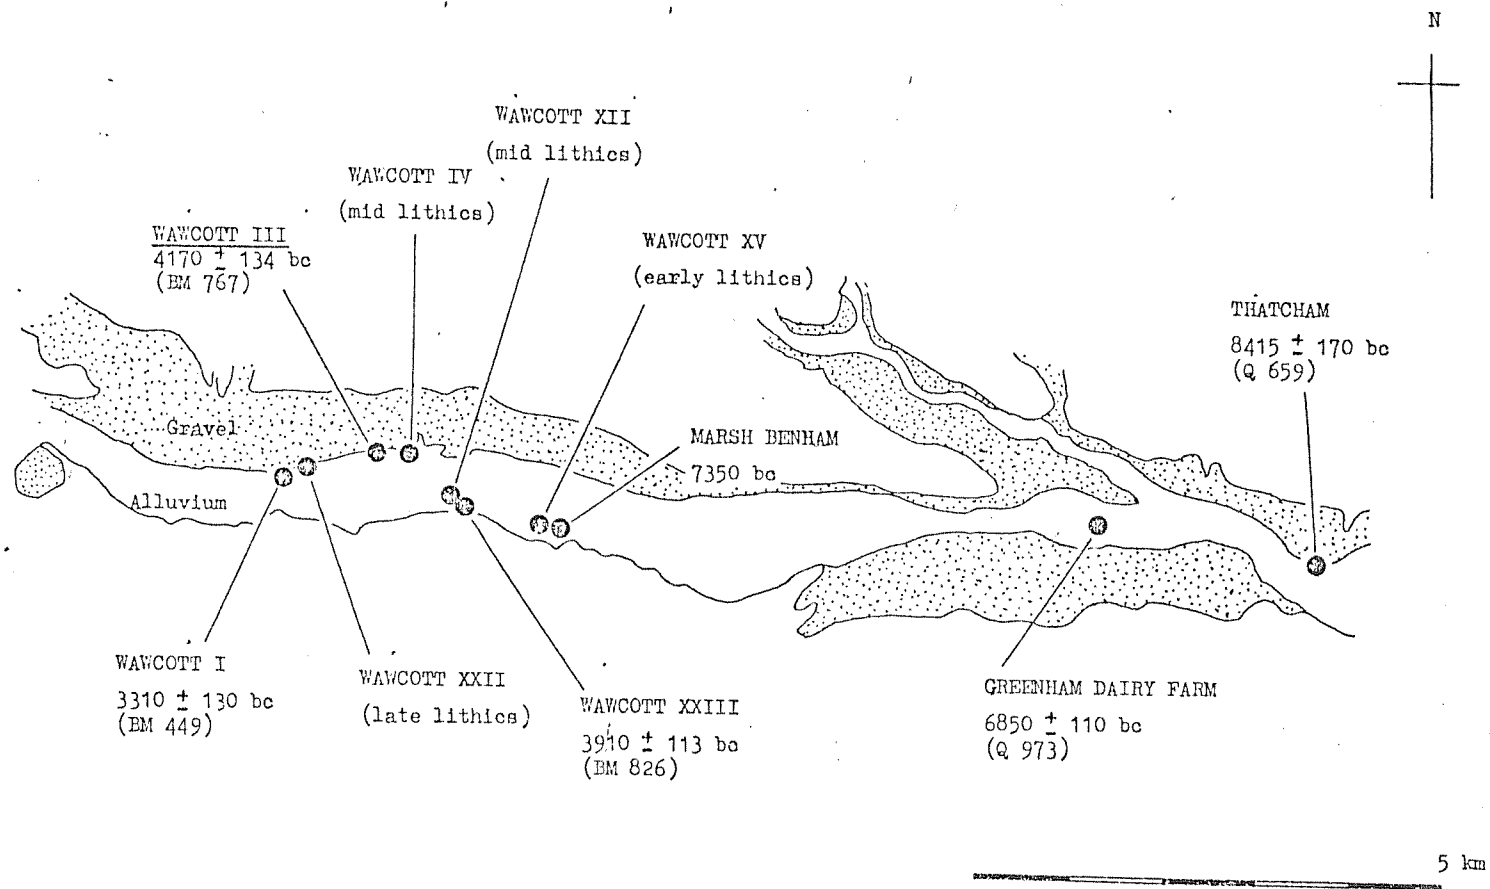 N
WAWCOTT XII
(mid lithics)
WAWCOTT IV
(mid lithics)
WAWCOTT III
4170 ± 134 bc
(BM 767)
WAWCOTT XV
(early lithics)
THATCHAM
8415 ± 170 bc
(Q 659)
Gravel
MARSH BENHAM
7350 bc
Alluvium
WAWCOTT I
3310 ± 130 bc
(BM 449)
WAWCOTT XXII
(late lithics)
WAWCOTT XXIII
3910 ± 113 bc
(BM 826)
GREENHAM DAIRY FARM
6850 ± 110 bc
(Q 973)
5 km